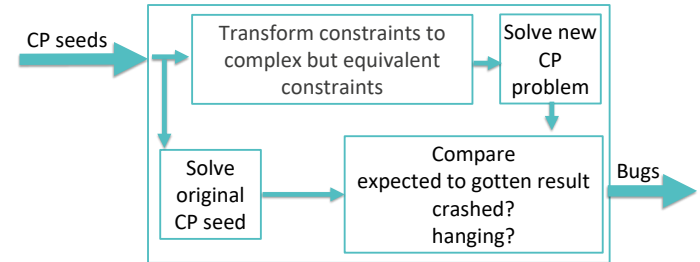 CP seeds
Transform constraints to
complex but equivalent
constraints
Solve new
CP
problem
Solve
original
CP seed
Compare
expected to gotten result
crashed?
hanging?
Bugs